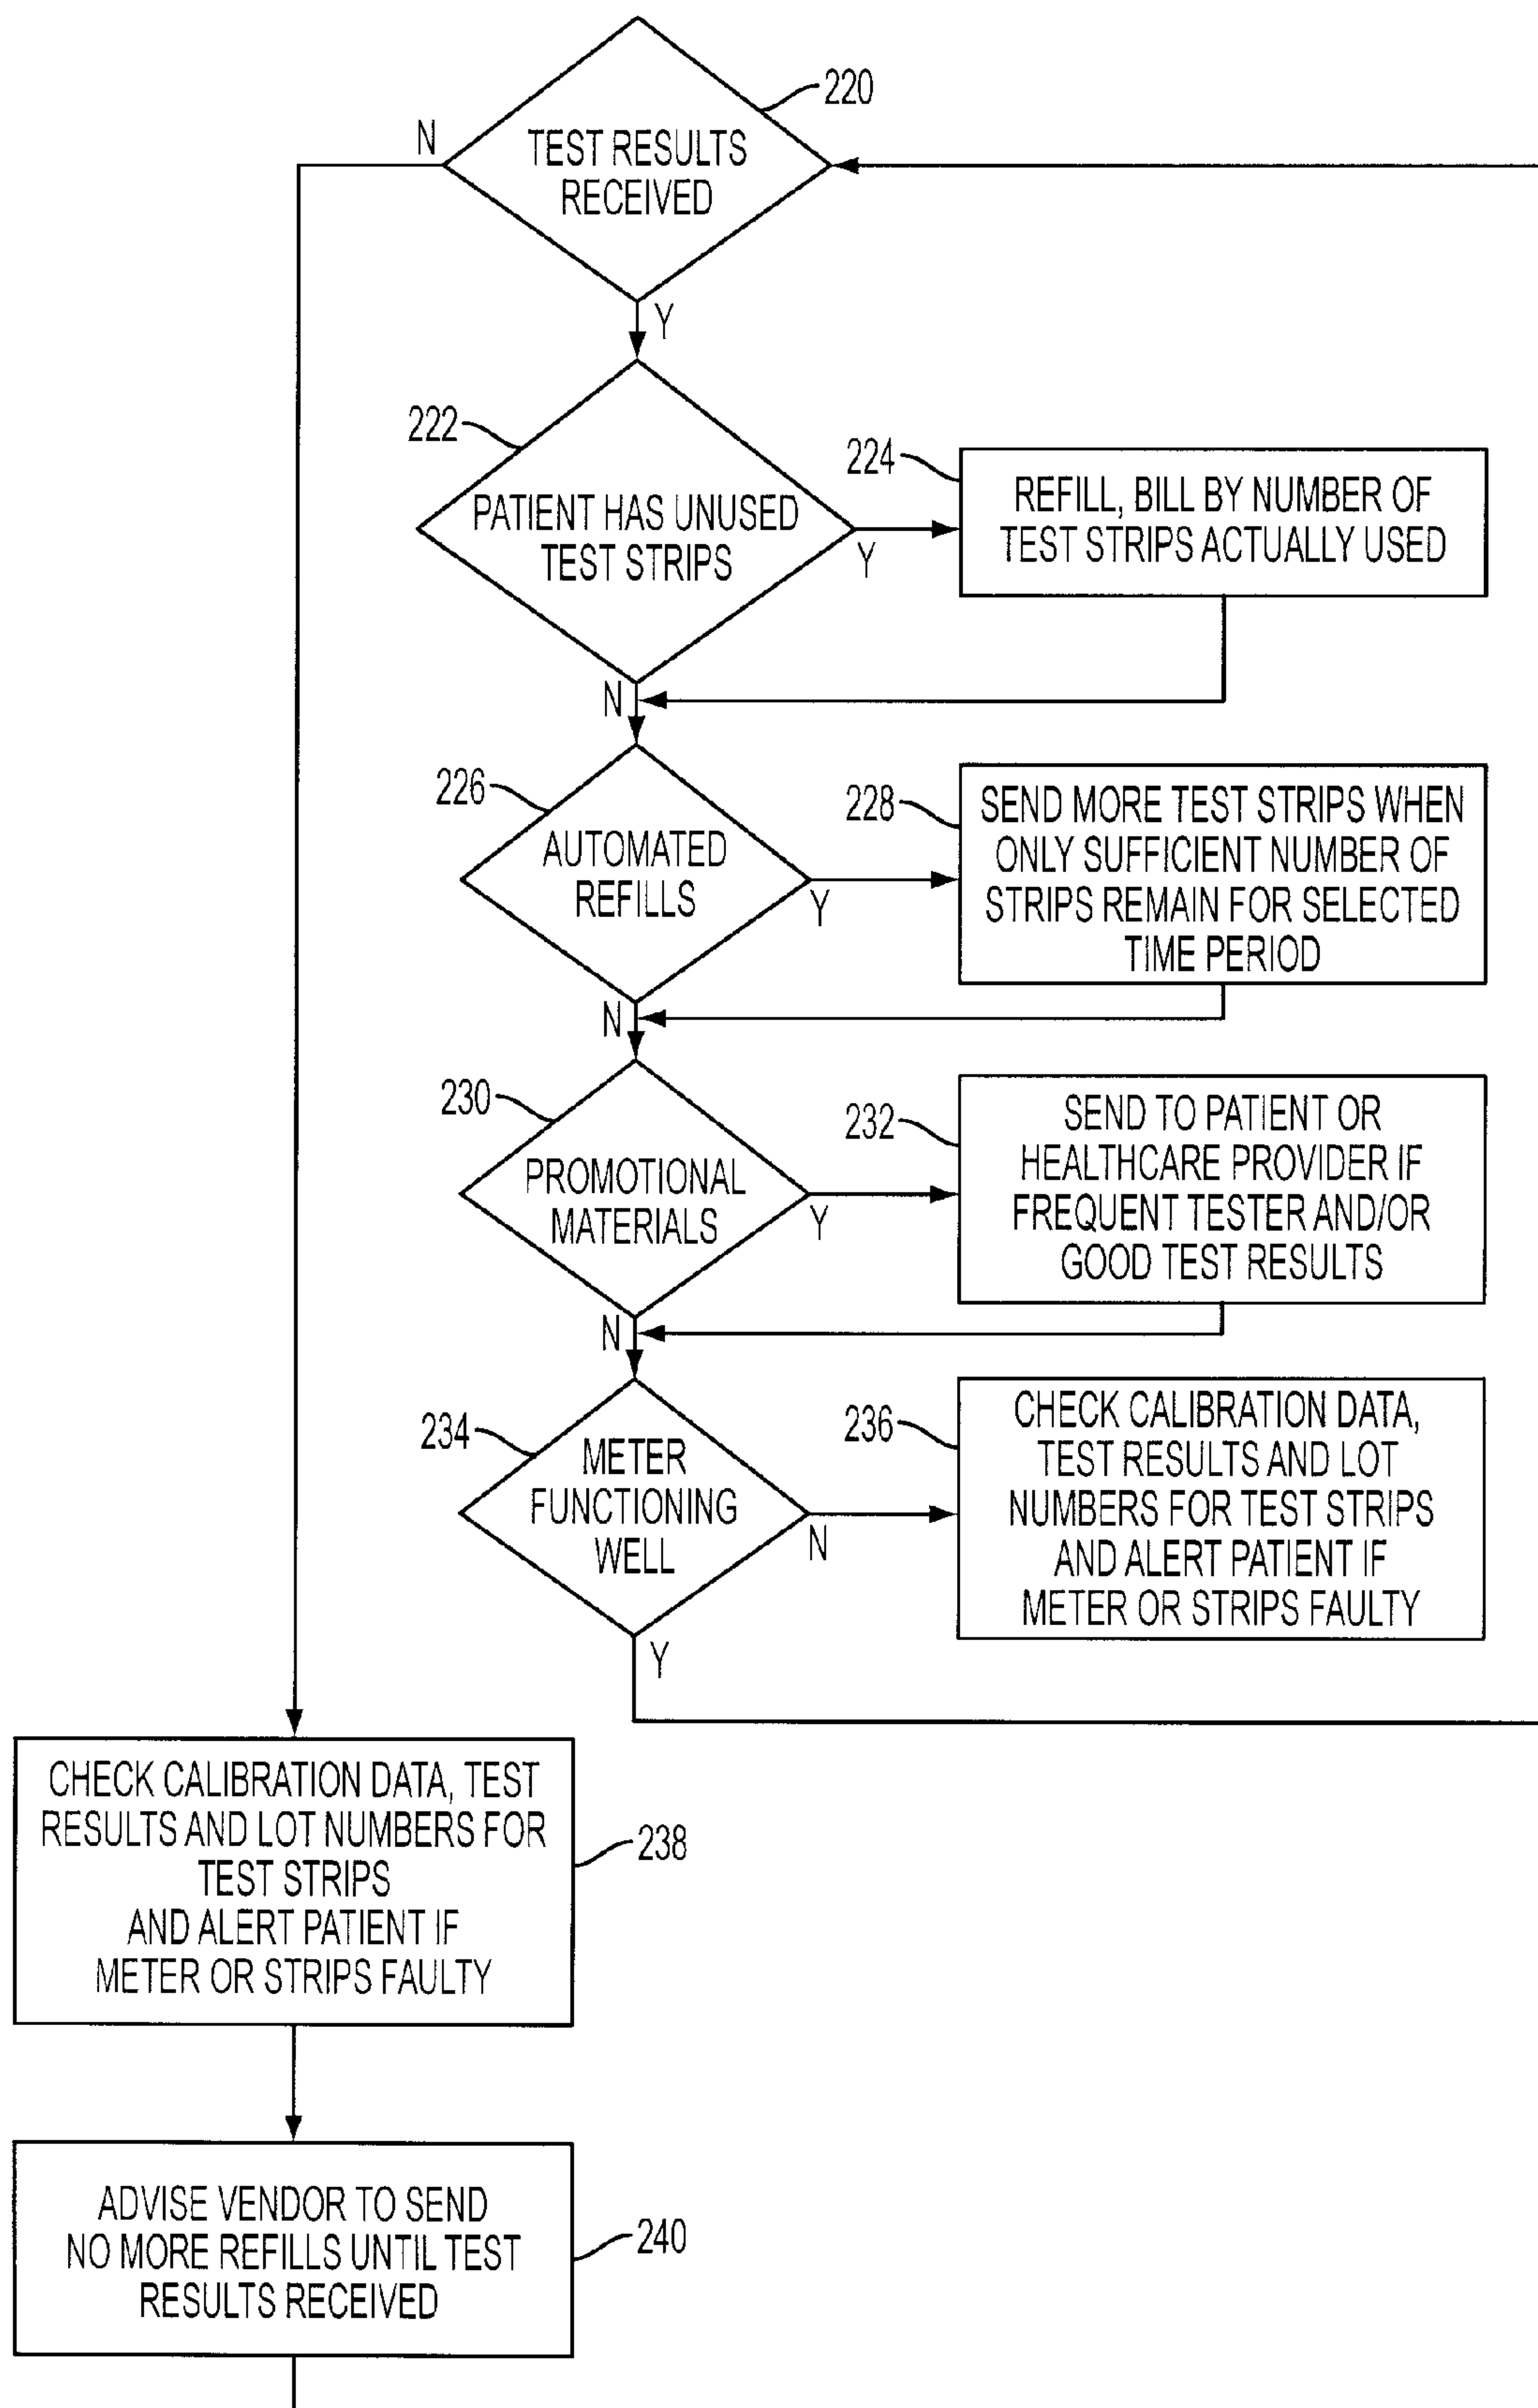 220
N
TEST RESULTS
RECEIVED
Y
222
PATIENT HAS UNUSED
TEST STRIPS
Y
224
REFILL, BILL BY NUMBER OF
TEST STRIPS ACTUALLY USED
N
226
AUTOMATED
REFILLS
Y
228
SEND MORE TEST STRIPS WHEN
ONLY SUFFICIENT NUMBER OF
STRIPS REMAIN FOR SELECTED
TIME PERIOD
N
230
PROMOTIONAL
MATERIALS
Y
232
SEND TO PATIENT OR
HEALTHCARE PROVIDER IF
FREQUENT TESTER AND/OR
GOOD TEST RESULTS
N
234
METER
FUNCTIONING
WELL
N
236
CHECK CALIBRATION DATA,
TEST RESULTS AND LOT
NUMBERS FOR TEST STRIPS
AND ALERT PATIENT IF
METER OR STRIPS FAULTY
Y
CHECK CALIBRATION DATA, TEST
RESULTS AND LOT NUMBERS FOR
TEST STRIPS
AND ALERT PATIENT IF
METER OR STRIPS FAULTY
238
ADVISE VENDOR TO SEND
NO MORE REFILLS UNTIL TEST
RESULTS RECEIVED
240